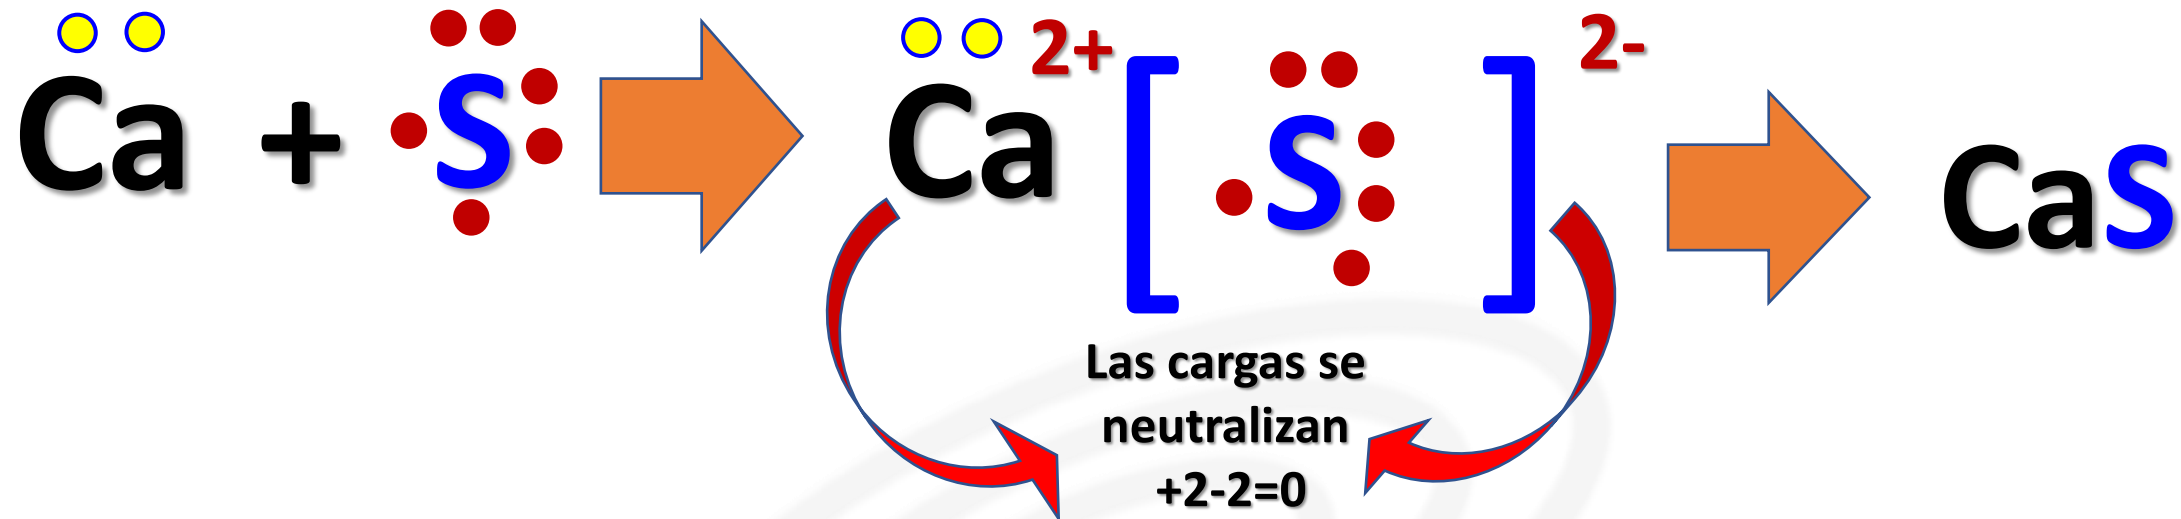 Ca + S Ca 2+ [ S ] 2- CaS
Las cargas se
neutralizan
+2-2=0